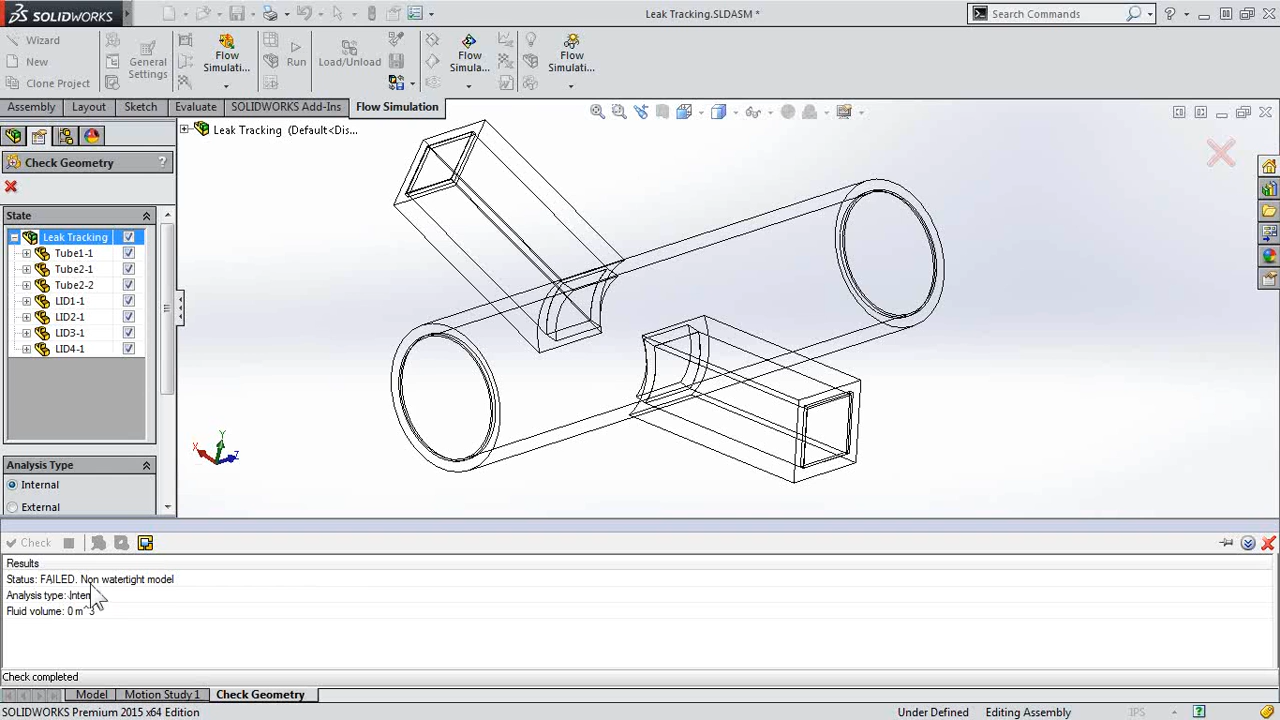 SOLIDWORKS
Leak Tracking.SLDASM *
Search Commands
Wizard
New
Clone Project
General Settings
Run
Load/Unload
Flow Simulati...
Flow Simula...
Flow Simulati...
Assembly
Layout
Sketch
Evaluate
SOLIDWORKS Add-Ins
Flow Simulation
Leak Tracking (Default<Dis...
Check Geometry
?
State
Leak Tracking
Tube1-1
Tube2-1
Tube2-2
LID1-1
LID2-1
LID3-1
LID4-1
Analysis Type
Internal
External
X
Y
Z
Check
Results
Status: FAILED. Non watertight model
Analysis type: Intern
Fluid volume: 0 m^3
Check completed
Model
Motion Study 1
Check Geometry
SOLIDWORKS Premium 2015 x64 Edition
Under Defined
Editing Assembly
IPS